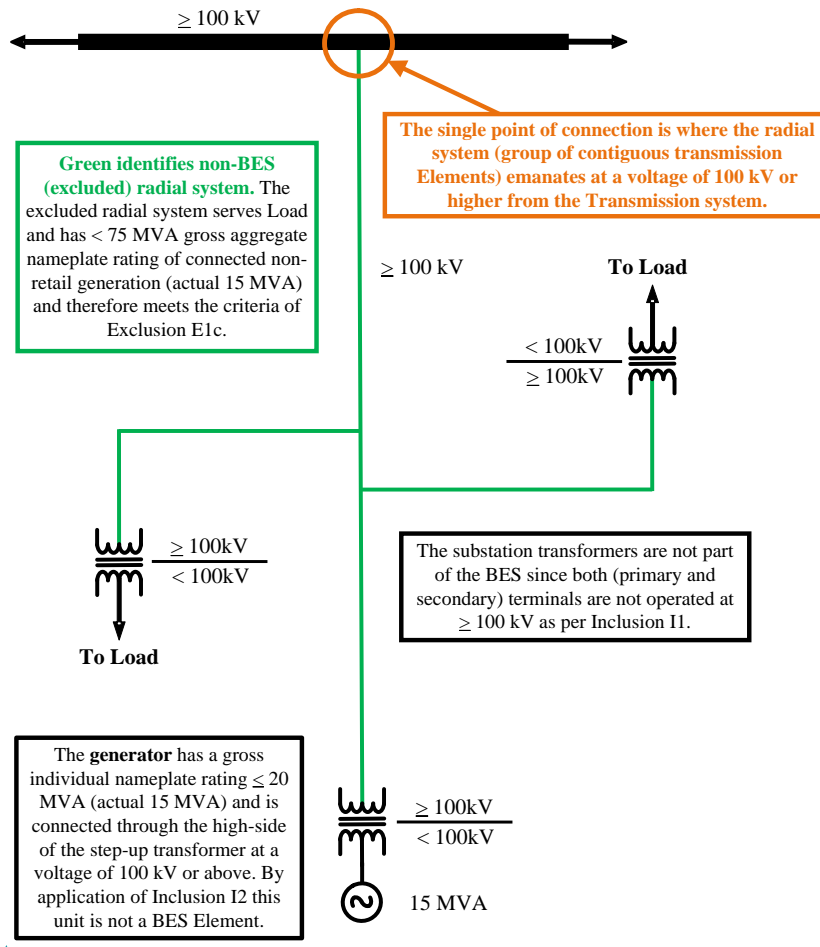 ≥ 100 kV
The single point of connection is where the radial
system (group of contiguous transmission
Elements) emanates at a voltage of 100 kV or
higher from the Transmission system.
Green identifies non-BES
(excluded) radial system. The
excluded radial system serves Load
and has < 75 MVA gross aggregate
nameplate rating of connected non-
retail generation (actual 15 MVA)
and therefore meets the criteria of
Exclusion E1c.
≥ 100 kV
To Load
< 100kV
≥ 100kV
≥ 100kV
< 100kV
To Load
The substation transformers are not part
of the BES since both (primary and
secondary) terminals are not operated at
≥ 100 kV as per Inclusion I1.
The generator has a gross
individual nameplate rating ≤ 20
MVA (actual 15 MVA) and is
connected through the high-side
of the step-up transformer at a
voltage of 100 kV or above. By
application of Inclusion I2 this
unit is not a BES Element.
≥ 100kV
< 100kV
15 MVA